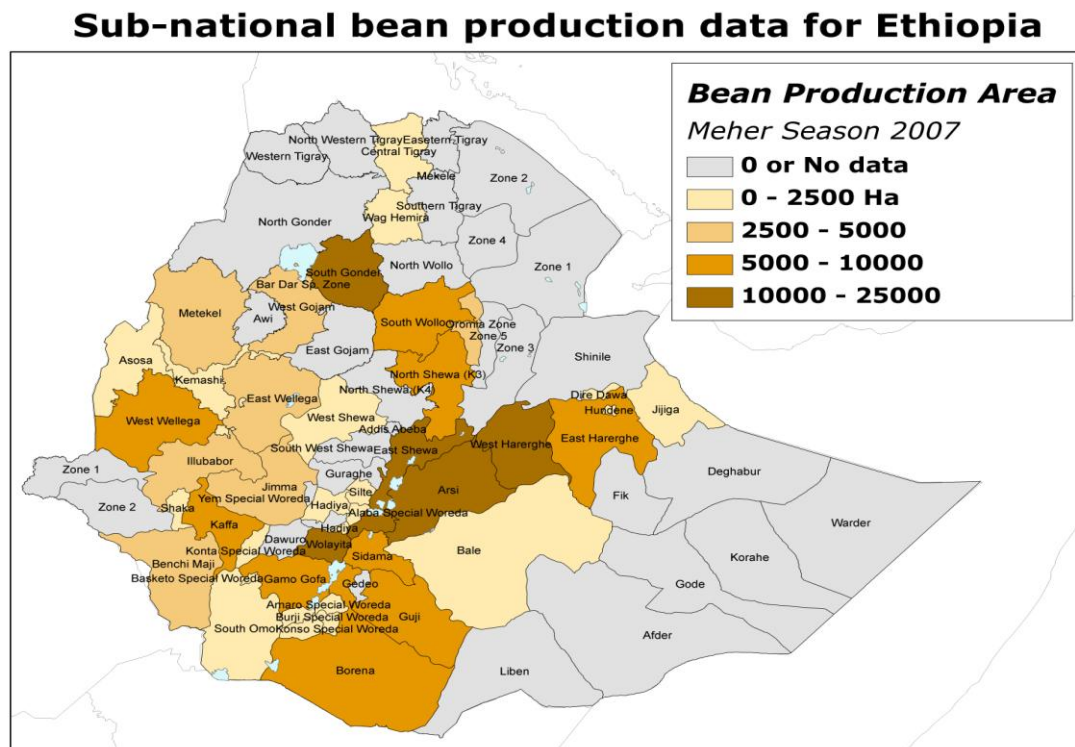 Sub-national bean production data for Ethiopia
Bean Production Area
Meher Season 2007
0 or No data
0 - 2500 Ha
2500 - 5000
5000 - 10000
10000 - 25000
North Western Tigray
Easetern Tigray
Central Tigray
Western Tigray
Mekele
Zone 2
Southern Tigray
Wag Hemira
North Gonder
Zone 4
North Wollo
South Gonder
Zone 1
Bar Dar Sp. Zone
West Gojam
Metekel
Awi
South Wollo
Oromia Zone
Zone 5
Zone 3
East Gojam
Shinile
Asosa
North Shewa (K3)
Kemashi
North Shewa (K4)
Dire Dawa
East Wellega
Hundene
Jijiga
West Shewa
West Wellega
Addis Abeba
West Harerghe
East Harerghe
South West Shewa
East Shewa
Illubabor
Zone 1
Guraghe
Deghabur
Jimma
Silte
Arsi
Fik
Yem Special Woreda
Shaka
Hadiya
Zone 2
Alaba Special Woreda
Kaffa
Hadiya
Warder
Dawuro
Wolayita
Konta Special Woreda
Sidama
Bale
Korahe
Benchi Maji
Basketo Special Woreda
Gamo Gofa
Gedeo
Gode
Amaro Special Woreda
Burji Special Woreda
Guji
South Omo
Konso Special Woreda
Afder
Borena
Liben